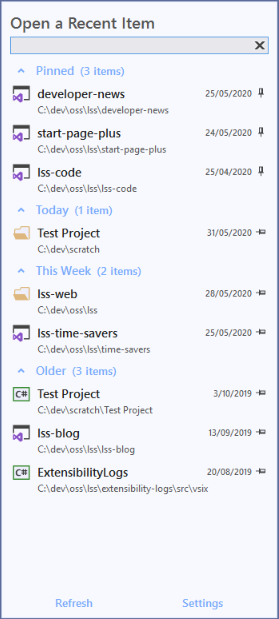 Open a Recent Item
Pinned (3 items)
developer-news 25/05/2020
C:\dev\oss\lss\developer-news
start-page-plus 24/05/2020
C:\dev\oss\lss\start-page-plus
lss-code 25/04/2020
C:\dev\oss\lss\lss-code
Today (1 item)
Test Project 31/05/2020
C:\dev\scratch
This Week (2 items)
lss-web 28/05/2020
C:\dev\oss\lss
lss-time-savers 25/05/2020
C:\dev\oss\lss\time-savers
Older (3 items)
C# Test Project 3/10/2019
C:\dev\scratch\Test Project
lss-blog 13/09/2019
C:\dev\oss\lss\lss-blog
C# ExtensibilityLogs 20/08/2019
C:\dev\oss\lss\extensibility-logs\src\vsix
Refresh Settings